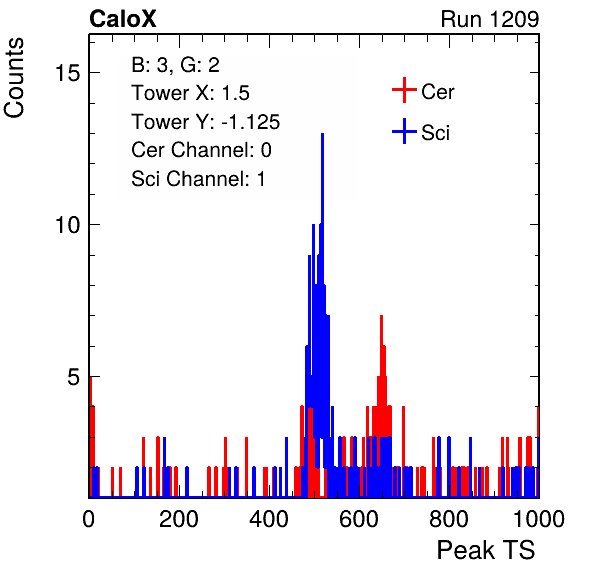 CaloX Run 1209
Counts
15
10
5
B: 3, G: 2
Tower X: 1.5
Tower Y: -1.125
Cer Channel: 0
Sci Channel: 1
Cer
Sci
0 200 400 600 800 1000
Peak TS